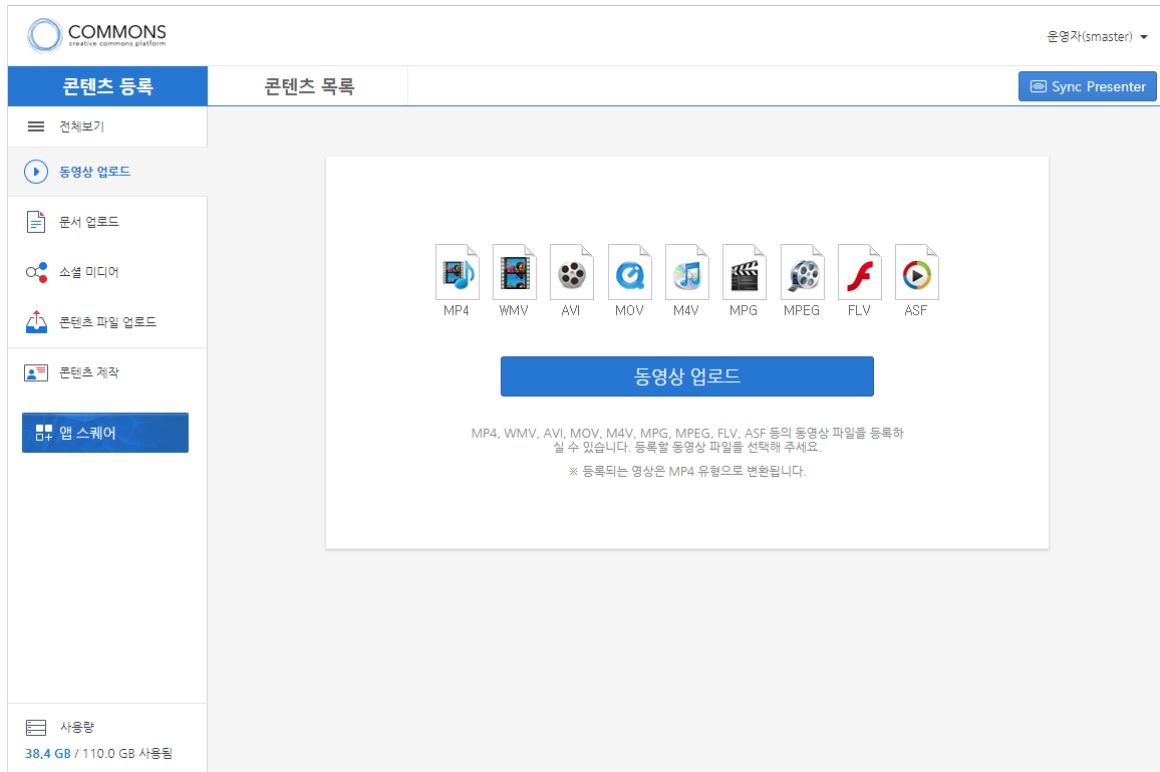 COMMONS
creative commons platform
운영자(smaster)
콘텐츠 등록
콘텐츠 목록
Sync Presenter
전체보기
동영상 업로드
문서 업로드
소셜 미디어
콘텐츠 파일 업로드
콘텐츠 제작
앱 스퀘어
MP4 WMV AVI MOV M4V MPG MPEG FLV ASF
동영상 업로드
MP4, WMV, AVI, MOV, M4V, MPG, MPEG, FLV, ASF 등의 동영상 파일을 등록하
실 수 있습니다. 등록할 동영상 파일을 선택해 주세요.
※ 등록되는 영상은 MP4 유형으로 변환됩니다.
사용량
38.4 GB / 110.0 GB 사용됨